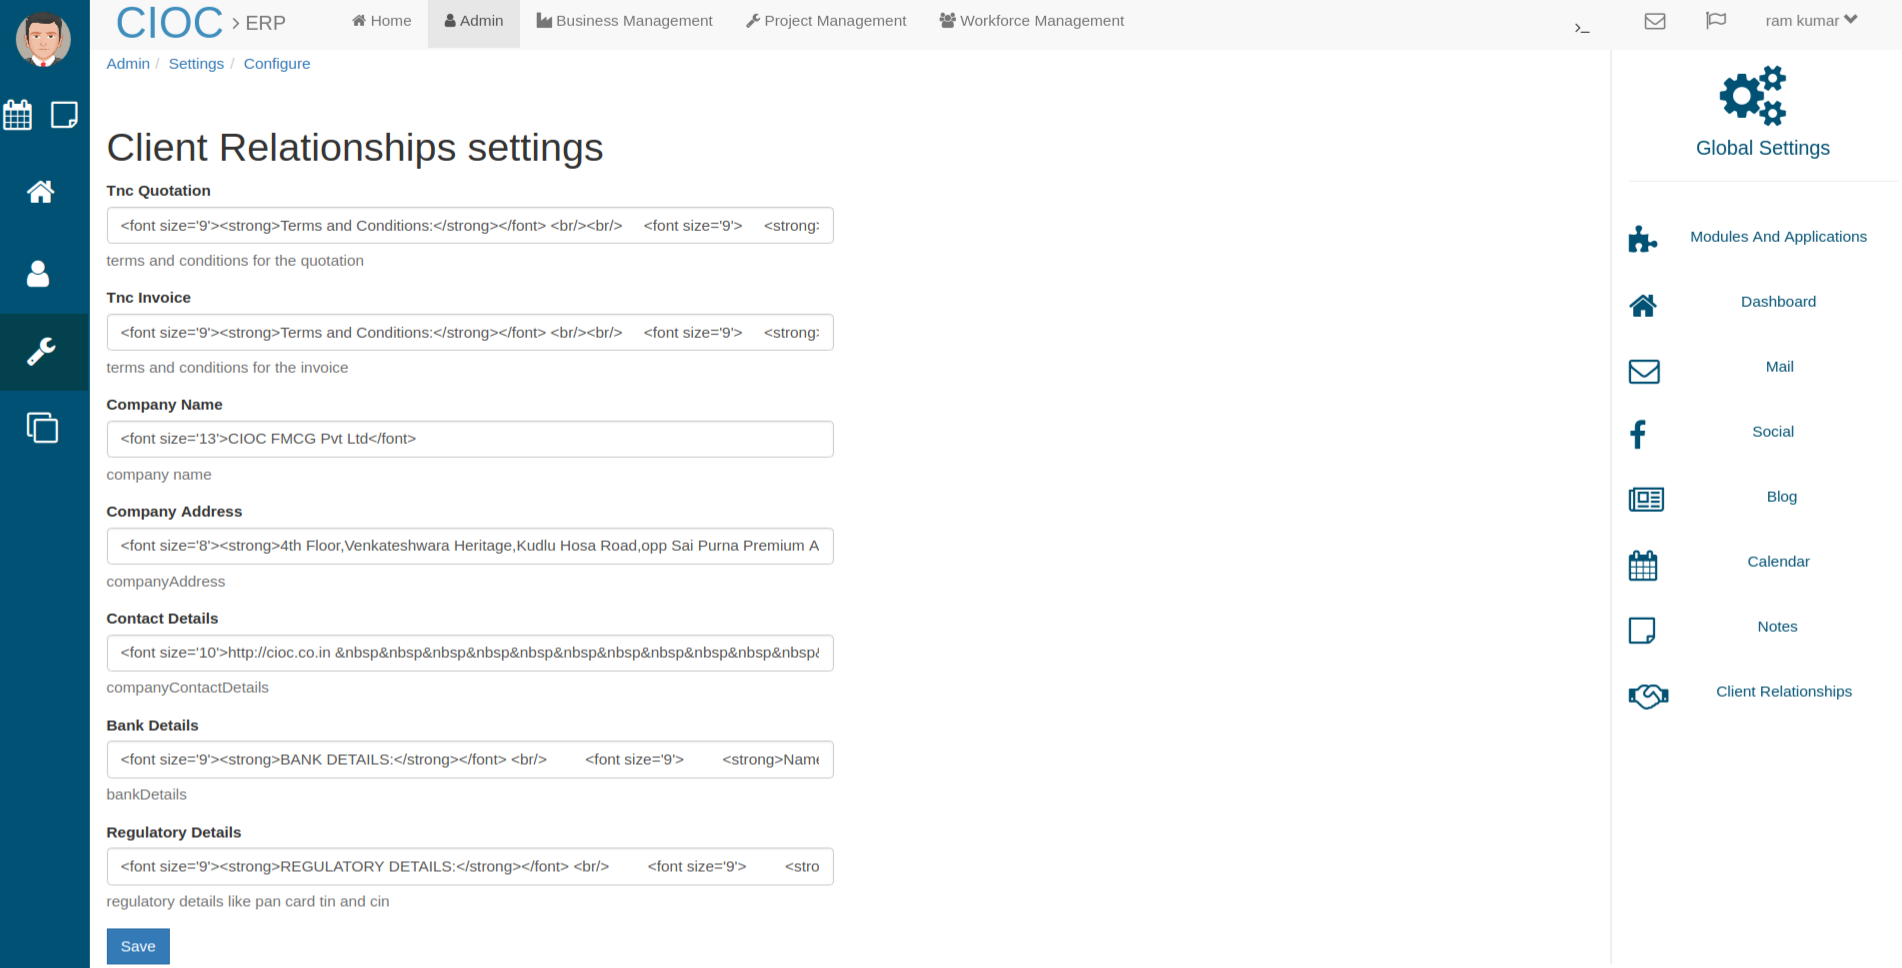 CIOC > ERP
Home Admin Business Management Project Management Workforce Management
>_ ram kumar
Admin / Settings / Configure
Client Relationships settings
Tnc Quotation
<font size='9'><strong>Terms and Conditions:</strong></font> <br/><br/> <font size='9'> <strong>
terms and conditions for the quotation
Tnc Invoice
<font size='9'><strong>Terms and Conditions:</strong></font> <br/><br/> <font size='9'> <strong>
terms and conditions for the invoice
Company Name
<font size='13'>CIOC FMCG Pvt Ltd</font>
company name
Company Address
<font size='8'><strong>4th Floor,Venkateshwara Heritage,Kudlu Hosa Road,opp Sai Purna Premium A
companyAddress
Contact Details
<font size='10'>http://cioc.co.in &nbsp&nbsp&nbsp&nbsp&nbsp&nbsp&nbsp&nbsp&nbsp&nbsp&nbsp&
companyContactDetails
Bank Details
<font size='9'><strong>BANK DETAILS:</strong></font> <br/> <font size='9'> <strong>Name
bankDetails
Regulatory Details
<font size='9'><strong>REGULATORY DETAILS:</strong></font> <br/> <font size='9'> <stro
regulatory details like pan card tin and cin
Save
Global Settings
Modules And Applications
Dashboard
Mail
Social
Blog
Calendar
Notes
Client Relationships